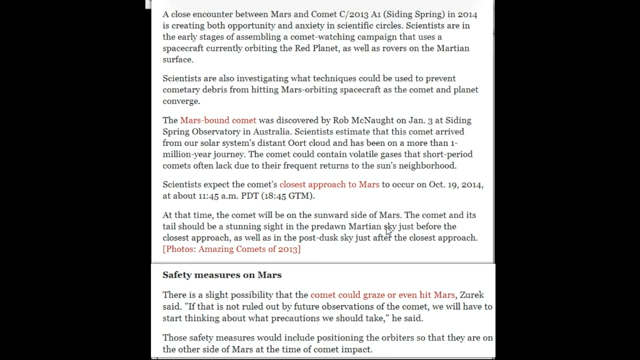 A close encounter between Mars and Comet C/2013 A1 (Siding Spring) in 2014
is creating both opportunity and anxiety in scientific circles. Scientists are in
the early stages of assembling a comet-watching campaign that uses a
spacecraft currently orbiting the Red Planet, as well as rovers on the Martian
surface.
Scientists are also investigating what techniques could be used to prevent
cometary debris from hitting Mars-orbiting spacecraft as the comet and planet
converge.
The Mars-bound comet was discovered by Rob McNaught on Jan. 3 at Siding
Spring Observatory in Australia. Scientists estimate that this comet arrived
from our solar system's distant Oort cloud and has been on a more than 1-
million-year journey. The comet could contain volatile gases that short-period
comets often lack due to their frequent returns to the sun's neighborhood.
Scientists expect the comet's closest approach to Mars to occur on Oct. 19, 2014,
at about 11:45 a.m. PDT (18:45 GTM).
At that time, the comet will be on the sunward side of Mars. The comet and its
tail should be a stunning sight in the predawn Martian sky just before the
closest approach, as well as in the post-dusk sky just after the closest approach.
[Photos: Amazing Comets of 2013]
Safety measures on Mars
There is a slight possibility that the comet could graze or even hit Mars, Zurek
said. "If that is not ruled out by future observations of the comet, we will have to
start thinking about what precautions we should take," he said.
Those safety measures would include positioning the orbiters so that they are on
the other side of Mars at the time of comet impact.